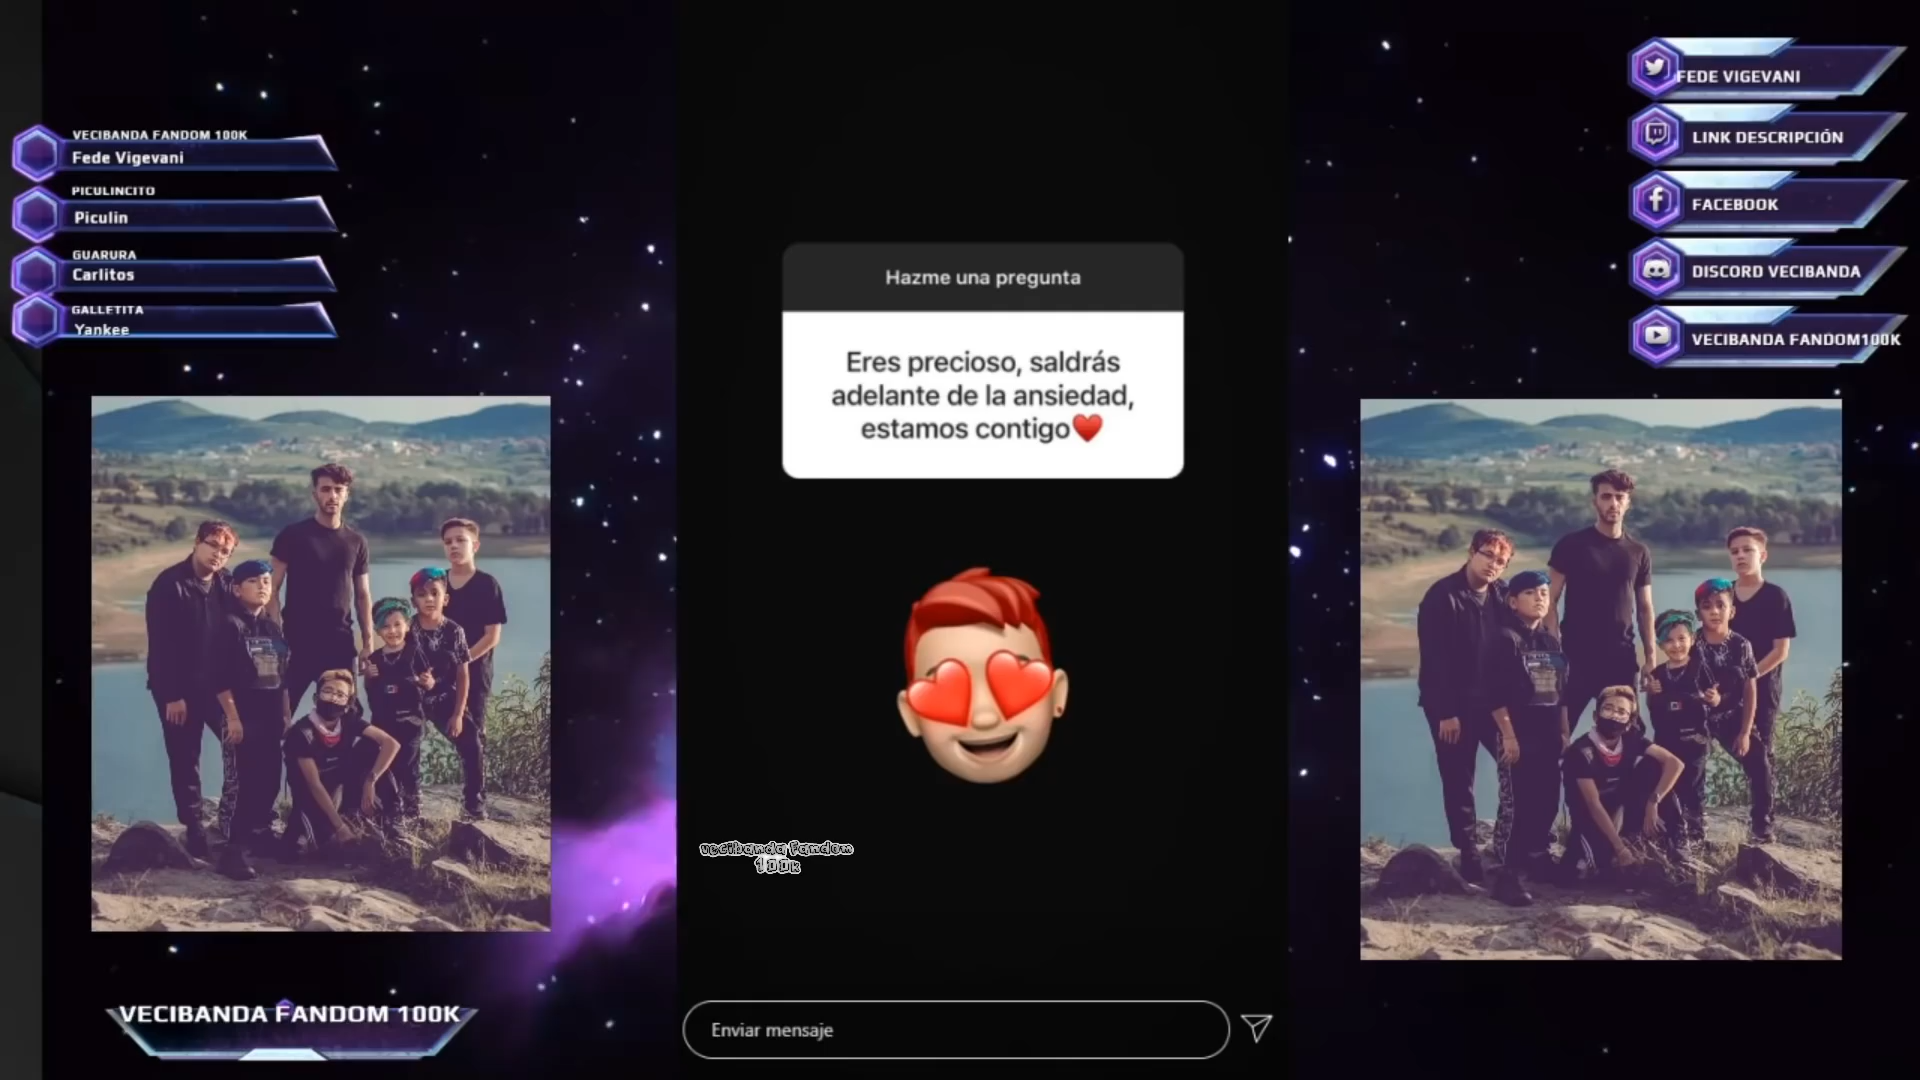 VECIBANDA FANDOM 100K
Fede Vigevani
PICULINCITO
Piculin
GUARURA
Carlitos
GALLETITA
Yankee
VECIBANDA FANDOM 100K
Hazme una pregunta
Eres precioso, saldrás
adelante de la ansiedad,
estamos contigo❤️
vecibanda fandom
100k
Enviar mensaje
FEDE VIGEVANI
LINK DESCRIPCIÓN
FACEBOOK
DISCORD VECIBANDA
VECIBANDA FANDOM100K